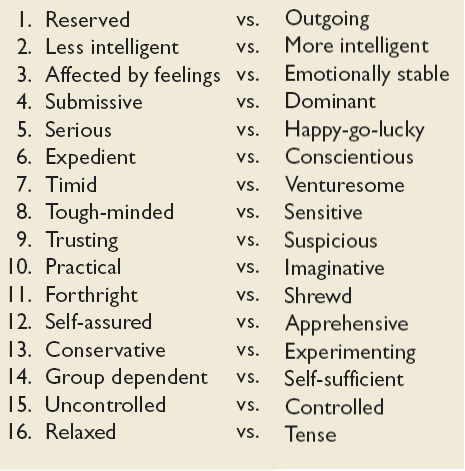 1. Reserved vs. Outgoing
2. Less intelligent vs. More intelligent
3. Affected by feelings vs. Emotionally stable
4. Submissive vs. Dominant
5. Serious vs. Happy-go-lucky
6. Expedient vs. Conscientious
7. Timid vs. Venturesome
8. Tough-minded vs. Sensitive
9. Trusting vs. Suspicious
10. Practical vs. Imaginative
11. Forthright vs. Shrewd
12. Self-assured vs. Apprehensive
13. Conservative vs. Experimenting
14. Group dependent vs. Self-sufficient
15. Uncontrolled vs. Controlled
16. Relaxed vs. Tense